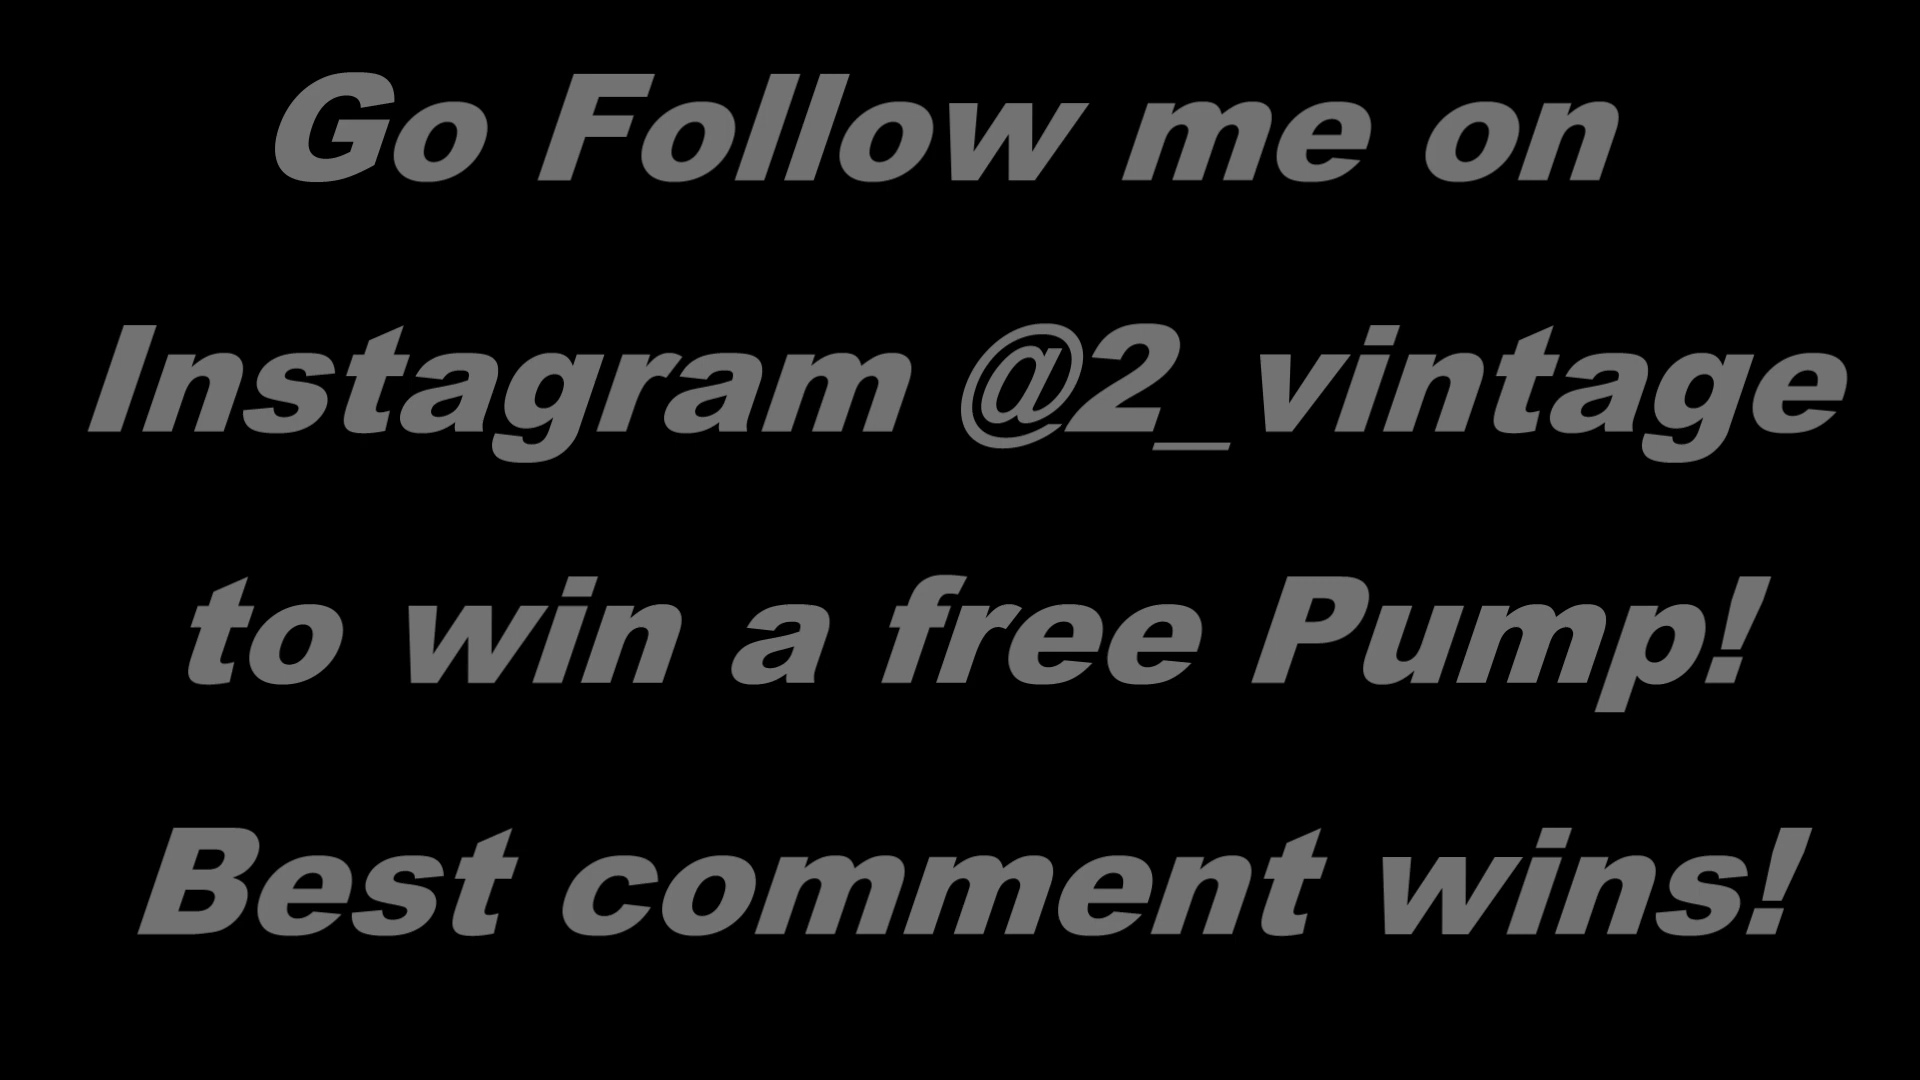 Go Follow me on
Instagram @2_vintage
to win a free Pump!
Best comment wins!